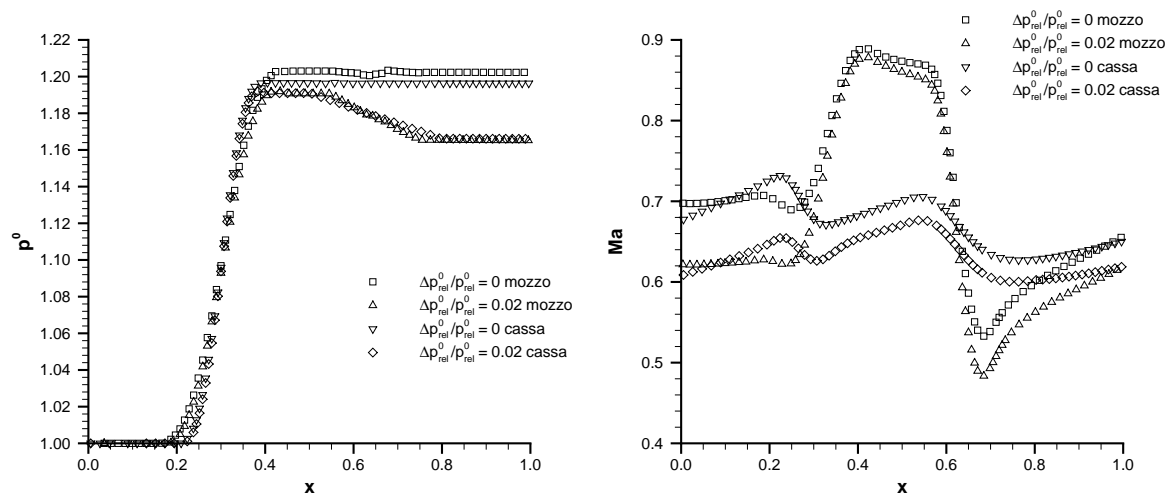 1.22
1.20
1.18
1.16
1.14
1.12
1.10
1.08
1.06
1.04
1.02
1.00
p⁰
0.0 0.2 0.4 0.6 0.8 1.0
x
Δp⁰rel/p⁰rel = 0 mozzo
Δp⁰rel/p⁰rel = 0.02 mozzo
Δp⁰rel/p⁰rel = 0 cassa
Δp⁰rel/p⁰rel = 0.02 cassa
Δp⁰rel/p⁰rel = 0 mozzo
Δp⁰rel/p⁰rel = 0.02 mozzo
Δp⁰rel/p⁰rel = 0 cassa
Δp⁰rel/p⁰rel = 0.02 cassa
0.9
0.8
0.7
0.6
0.5
0.4
Ma
0.0 0.2 0.4 0.6 0.8 1.0
x